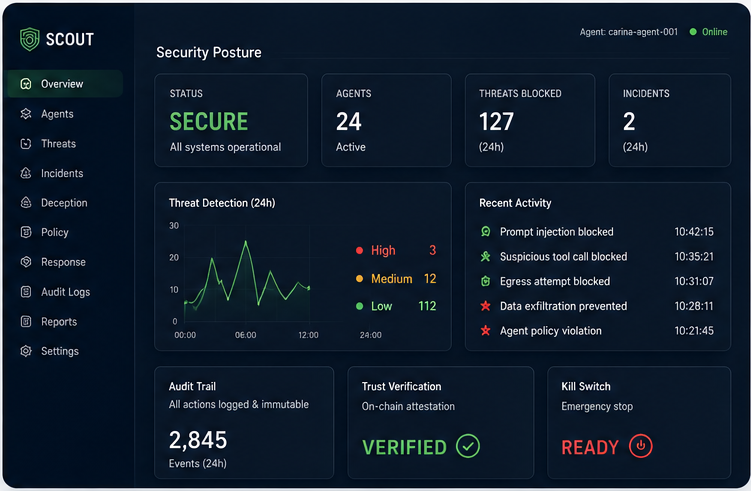 SCOUT
Agent: carina-agent-001
Online
Security Posture
Overview
Agents
Threats
Incidents
Deception
Policy
Response
Audit Logs
Reports
Settings
STATUS
SECURE
All systems operational
AGENTS
24
Active
THREATS BLOCKED
127
(24h)
INCIDENTS
2
(24h)
Threat Detection (24h)
30
20
10
0
00:00 06:00 12:00 24:00
High 3
Medium 12
Low 112
Recent Activity
Prompt injection blocked 10:42:15
Suspicious tool call blocked 10:35:21
Egress attempt blocked 10:31:07
Data exfiltration prevented 10:28:11
Agent policy violation 10:21:45
Audit Trail
All actions logged & immutable
2,845
Events (24h)
Trust Verification
On-chain attestation
VERIFIED
Kill Switch
Emergency stop
READY